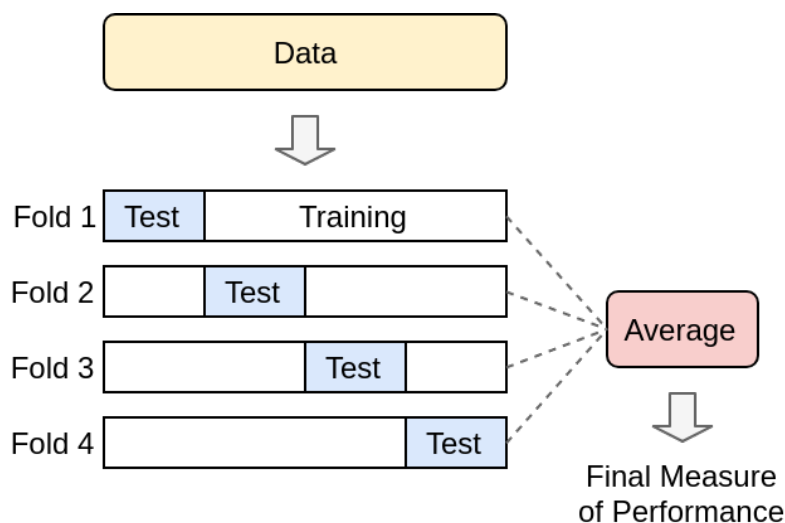 Data
Fold 1 Test Training
Fold 2 Test
Fold 3 Test
Fold 4 Test
Average
Final Measure
of Performance